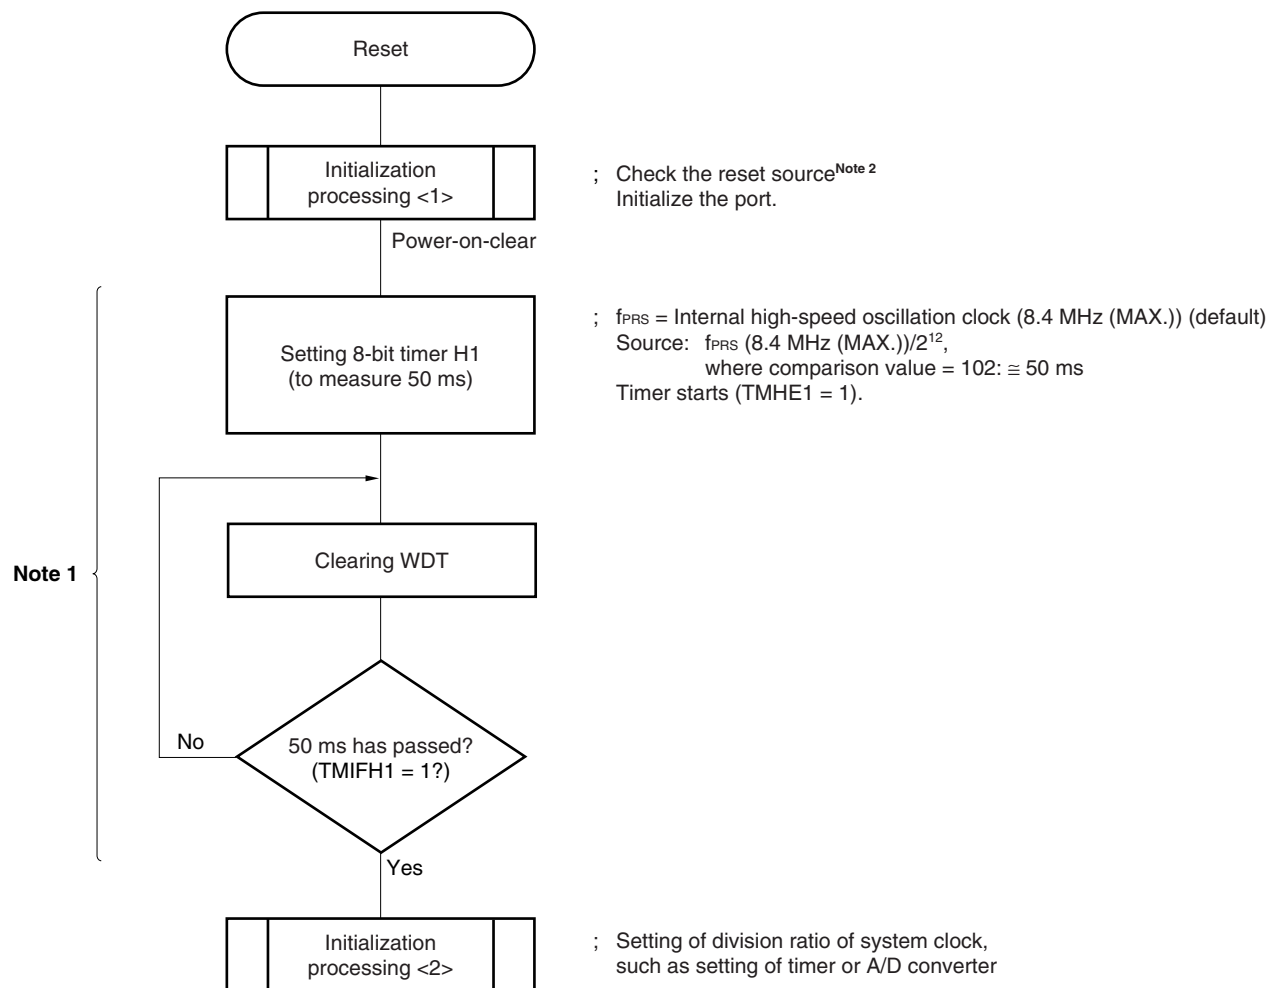 Reset
Initialization
processing <1>
; Check the reset sourceNote 2
Initialize the port.
Power-on-clear
Setting 8-bit timer H1
(to measure 50 ms)
; fPRS = Internal high-speed oscillation clock (8.4 MHz (MAX.)) (default)
Source: fPRS (8.4 MHz (MAX.))/2¹²,
where comparison value = 102: ≅ 50 ms
Timer starts (TMHE1 = 1).
Note 1
Clearing WDT
No
50 ms has passed?
(TMIFH1 = 1?)
Yes
Initialization
processing <2>
; Setting of division ratio of system clock,
such as setting of timer or A/D converter